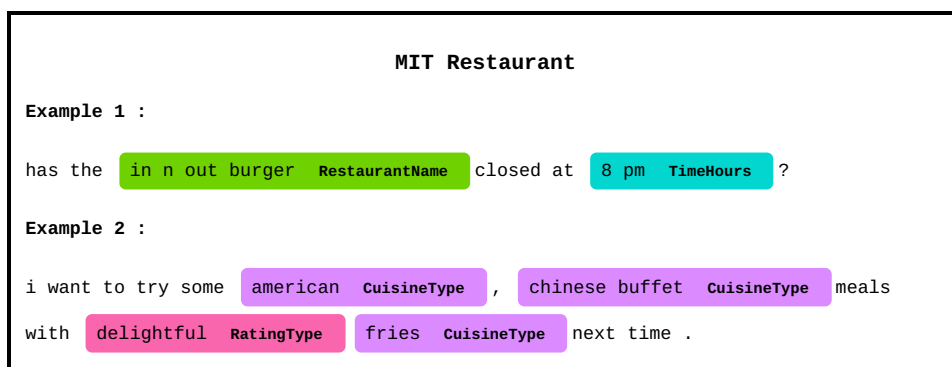 MIT Restaurant
Example 1 :
has the in n out burger RestaurantName closed at 8 pm TimeHours ?
Example 2 :
i want to try some american CuisineType , chinese buffet CuisineType meals
with delightful RatingType fries CuisineType next time .